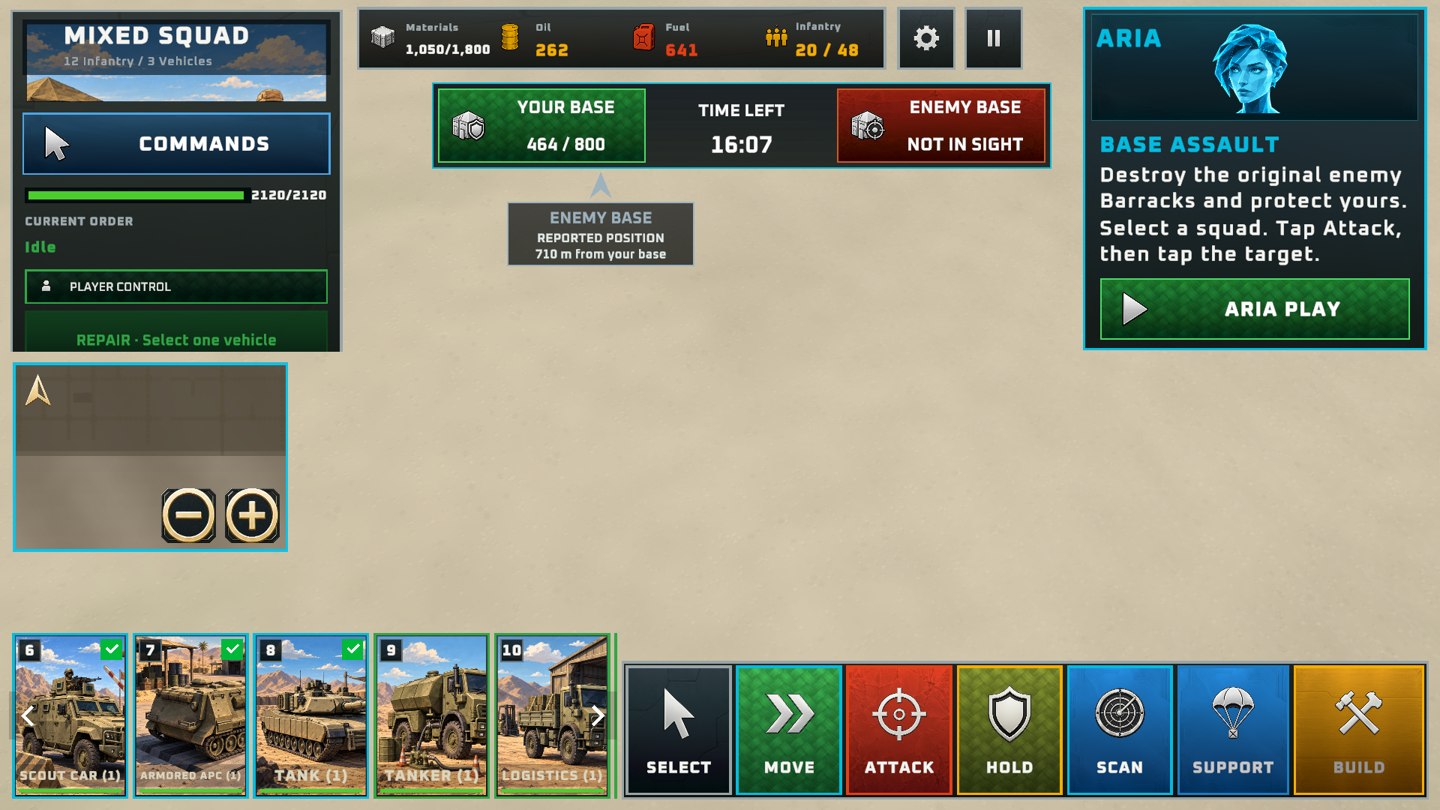 MIXED SQUAD
12 Infantry / 3 Vehicles
COMMANDS
2120/2120
CURRENT ORDER
Idle
PLAYER CONTROL
REPAIR · Select one vehicle
Materials
1,050/1,800
Oil
262
Fuel
641
Infantry
20 / 48
YOUR BASE
464 / 800
TIME LEFT
16:07
ENEMY BASE
NOT IN SIGHT
ENEMY BASE
REPORTED POSITION
710 m from your base
ARIA
BASE ASSAULT
Destroy the original enemy
Barracks and protect yours.
Select a squad. Tap Attack,
then tap the target.
ARIA PLAY
6
SCOUT CAR (1)
7
ARMORED APC (1)
8
TANK (1)
9
TANKER (1)
10
LOGISTICS (1)
SELECT
MOVE
ATTACK
HOLD
SCAN
SUPPORT
BUILD